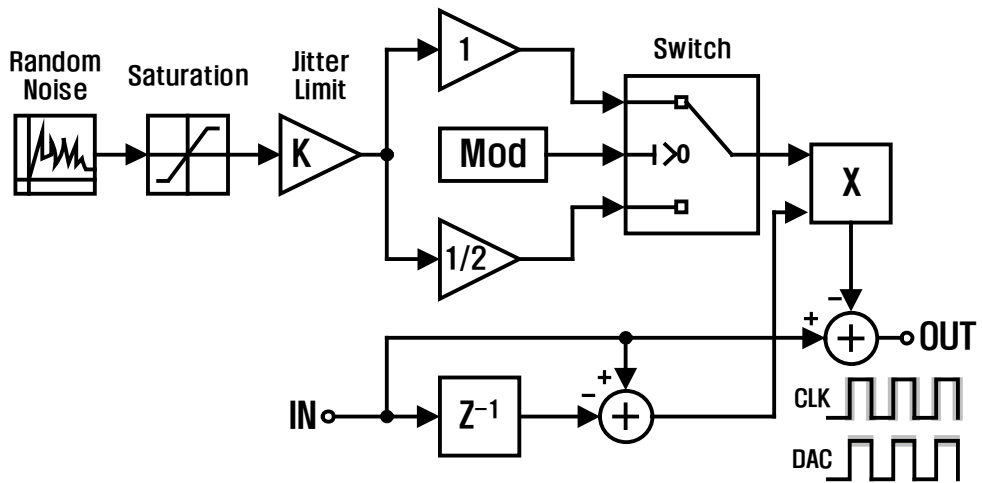 Random
Noise
Saturation
Jitter
Limit
K
1
Mod
1/2
Switch
>0
X
−
+
+
OUT
IN
Z−1
+
−
+
CLK
DAC